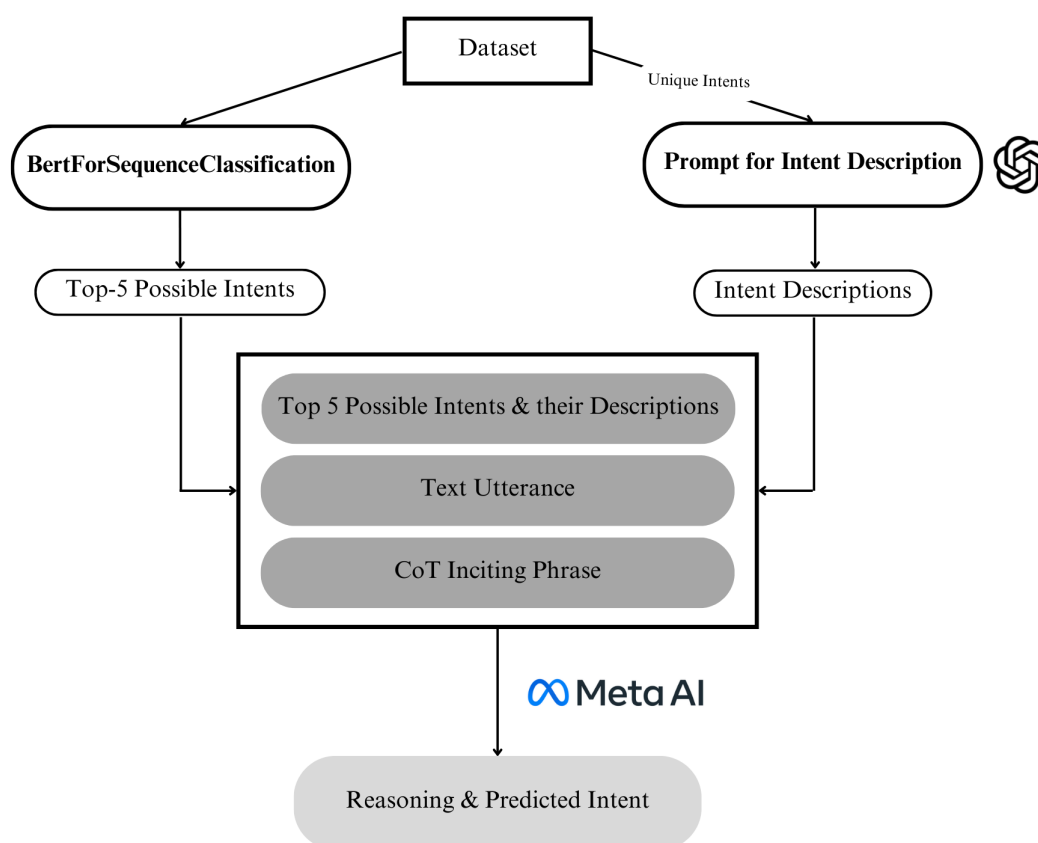 Dataset
Unique Intents
BertForSequenceClassification
Prompt for Intent Description
Top-5 Possible Intents
Intent Descriptions
Top 5 Possible Intents & their Descriptions
Text Utterance
CoT Inciting Phrase
Meta AI
Reasoning & Predicted Intent